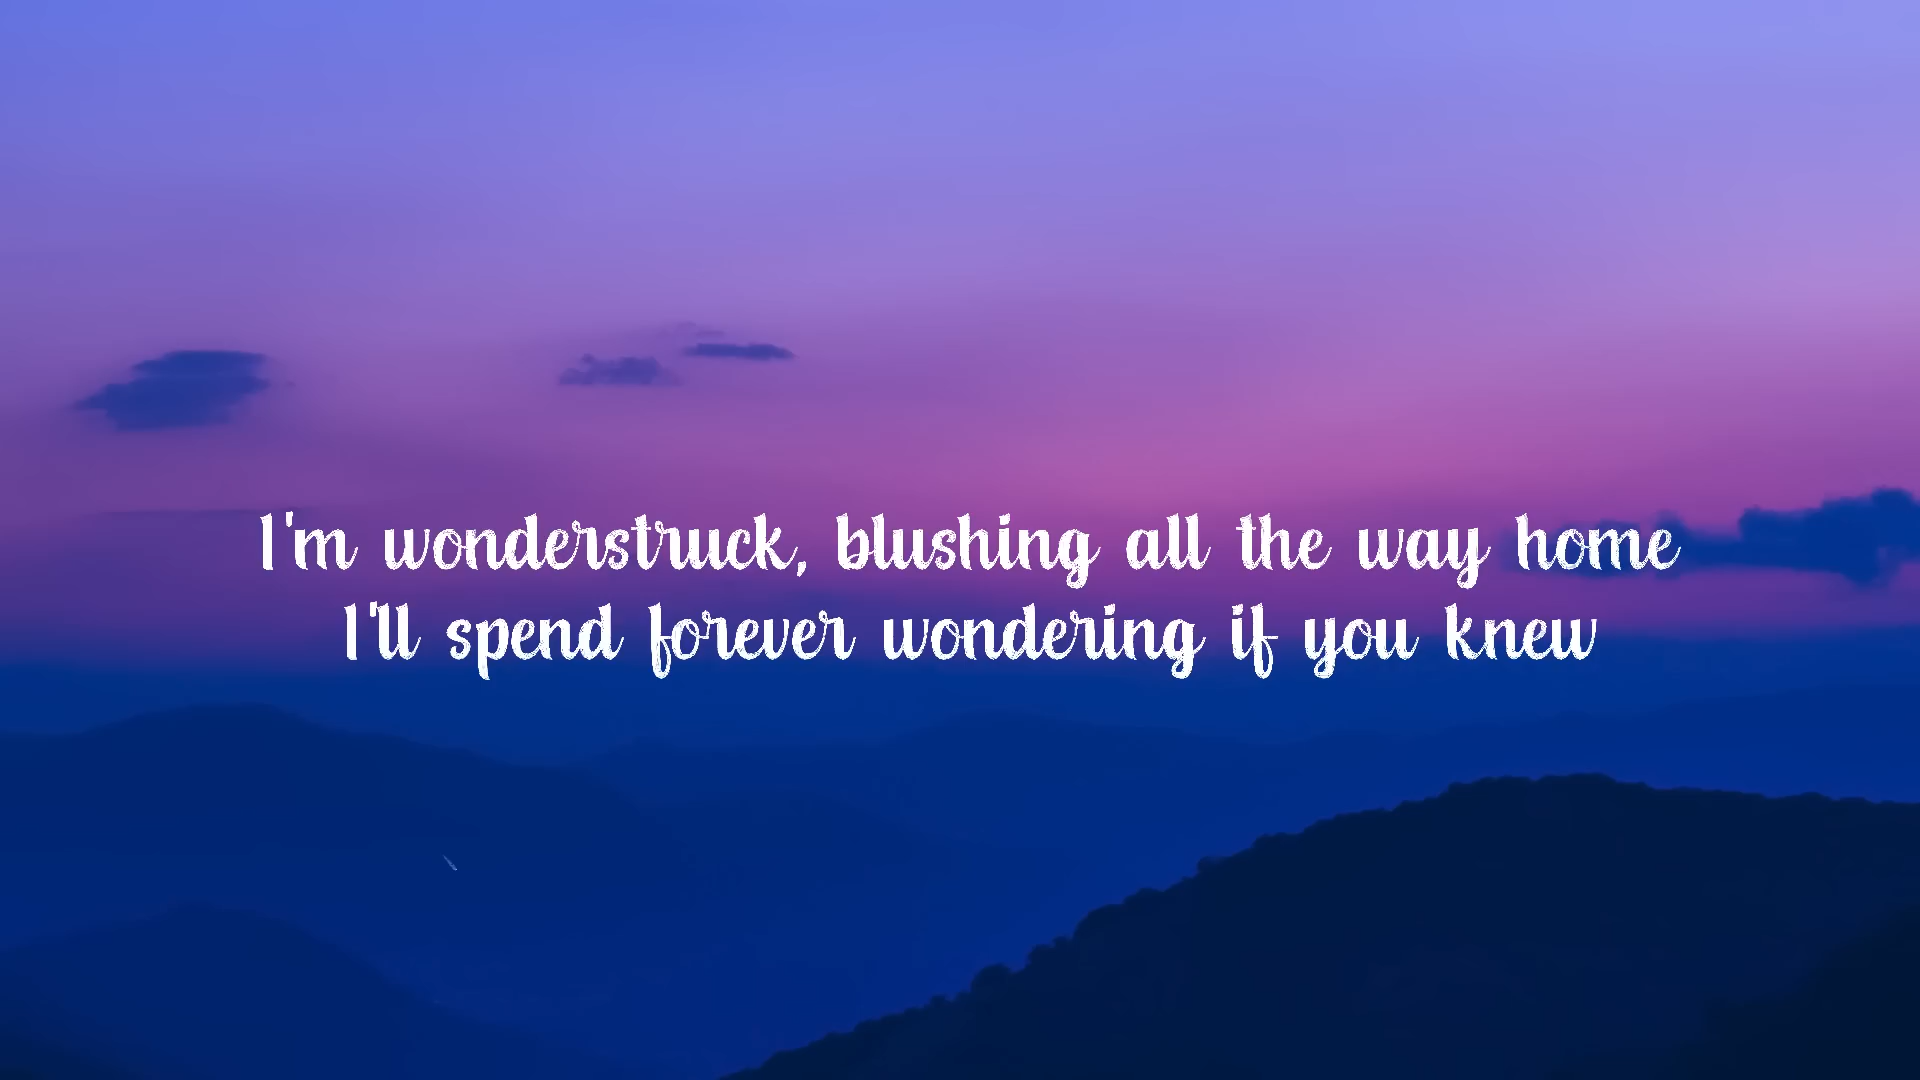 I'm wonderstruck, blushing all the way home
I'll spend forever wondering if you knew